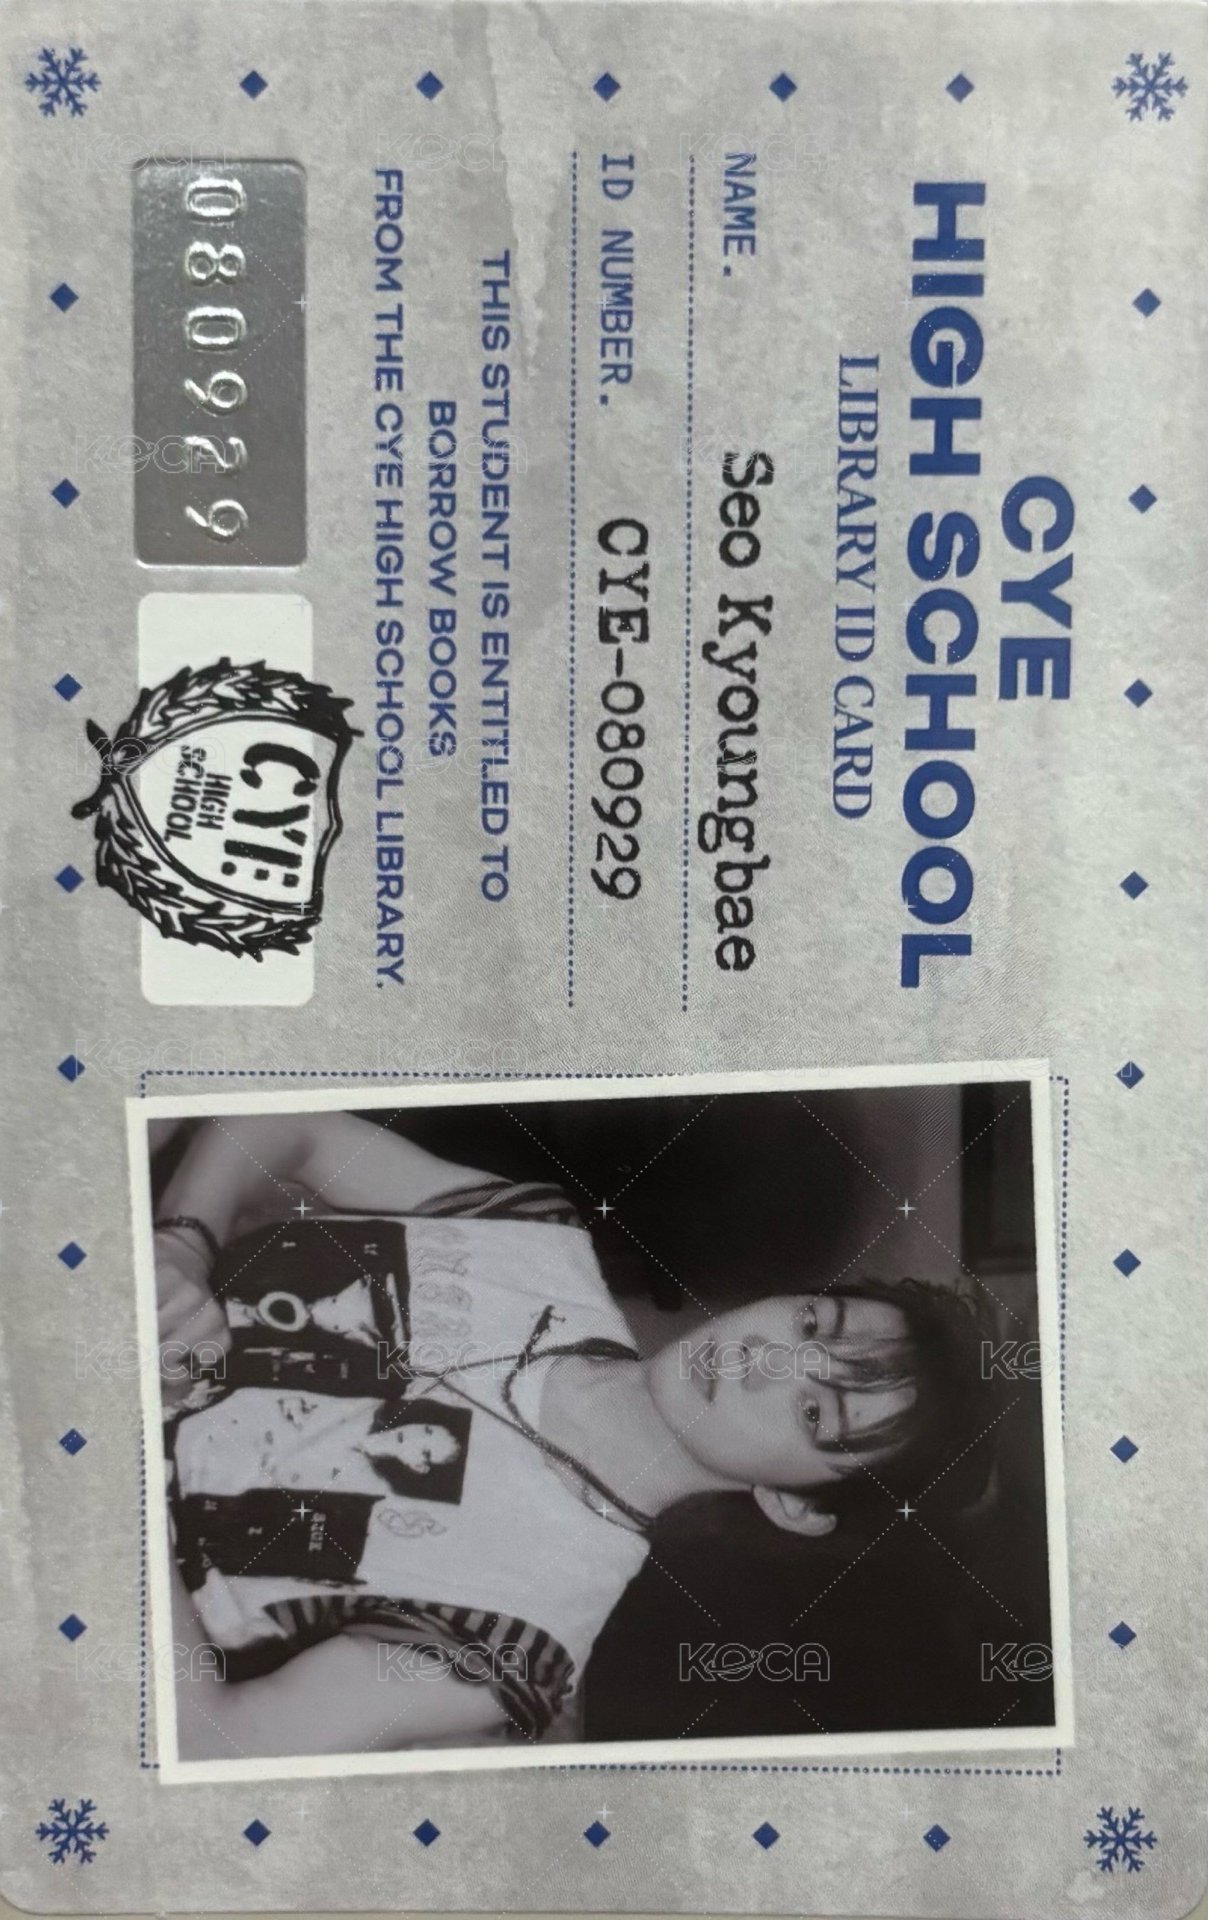 CYE
HIGH SCHOOL
LIBRARY ID CARD
NAME. Seo Kyoungbae
ID NUMBER. CYE-080929
THIS STUDENT IS ENTITLED TO
BORROW BOOKS
FROM THE CYE HIGH SCHOOL LIBRARY.
080929
CYE:
HIGH
SCHOOL
KOCA